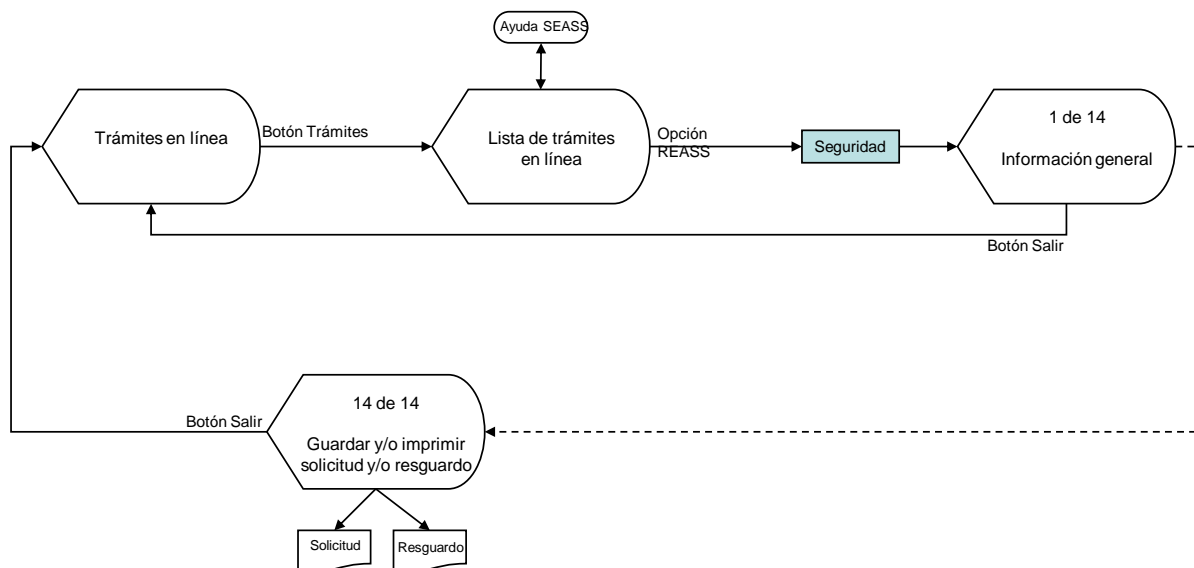 Ayuda SEASS
Trámites en línea
Botón Trámites
Lista de trámites
en línea
Opción
REASS
Seguridad
1 de 14
Información general
Botón Salir
14 de 14
Guardar y/o imprimir
solicitud y/o resguardo
Botón Salir
Solicitud
Resguardo